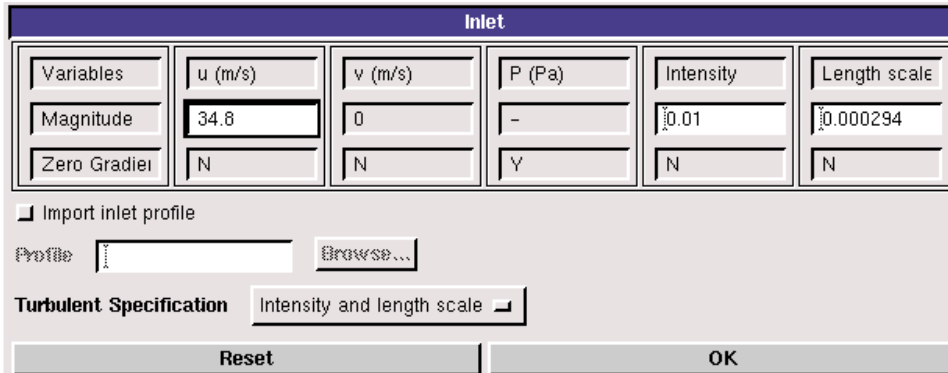 Inlet
Variables u (m/s) v (m/s) P (Pa) Intensity Length scale
Magnitude 34.8 0 - 0.01 0.000294
Zero Gradier N N Y N N
Import inlet profile
Profile Browse...
Turbulent Specification Intensity and length scale
Reset OK